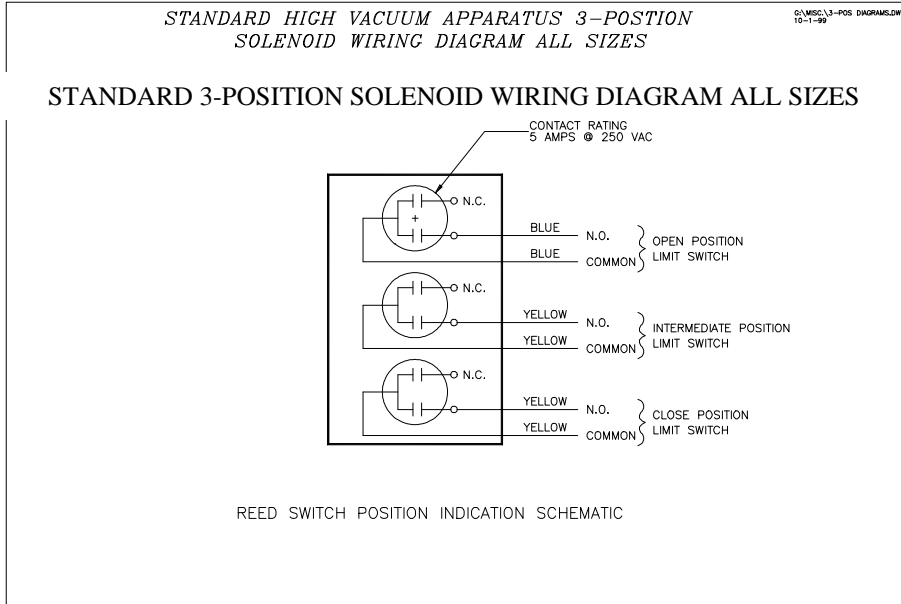 STANDARD HIGH VACUUM APPARATUS 3-POSTION
SOLENOID WIRING DIAGRAM ALL SIZES
G:\MISC.\3-POS DIAGRAMS.DW
10-1-99
STANDARD 3-POSITION SOLENOID WIRING DIAGRAM ALL SIZES
CONTACT RATING
5 AMPS @ 250 VAC
N.C.
BLUE
N.O.
BLUE
COMMON
OPEN POSITION
LIMIT SWITCH
N.C.
YELLOW
N.O.
YELLOW
COMMON
INTERMEDIATE POSITION
LIMIT SWITCH
N.C.
YELLOW
N.O.
YELLOW
COMMON
CLOSE POSITION
LIMIT SWITCH
REED SWITCH POSITION INDICATION SCHEMATIC